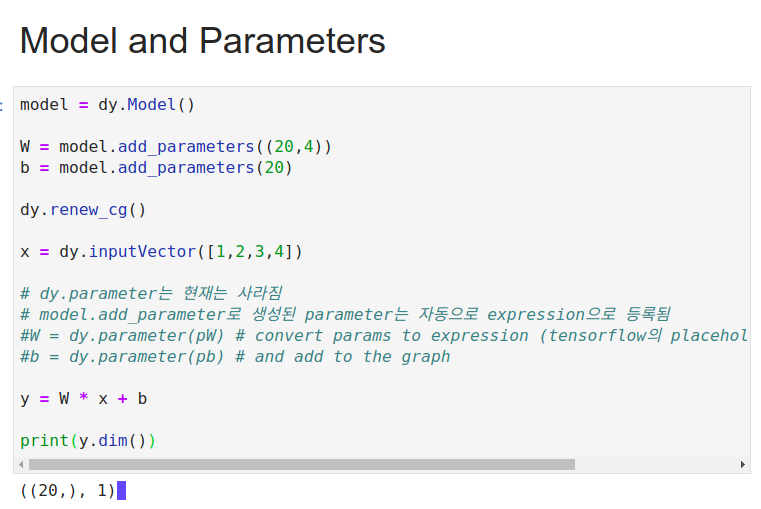 Model and Parameters
:
model = dy.Model()
W = model.add_parameters((20,4))
b = model.add_parameters(20)
dy.renew_cg()
x = dy.inputVector([1,2,3,4])
# dy.parameter는 현재는 사라짐
# model.add_parameter로 생성된 parameter는 자동으로 expression으로 등록됨
#W = dy.parameter(pW) # convert params to expression (tensorflow의 placehol
#b = dy.parameter(pb) # and add to the graph
y = W * x + b
print(y.dim())
((20,), 1)